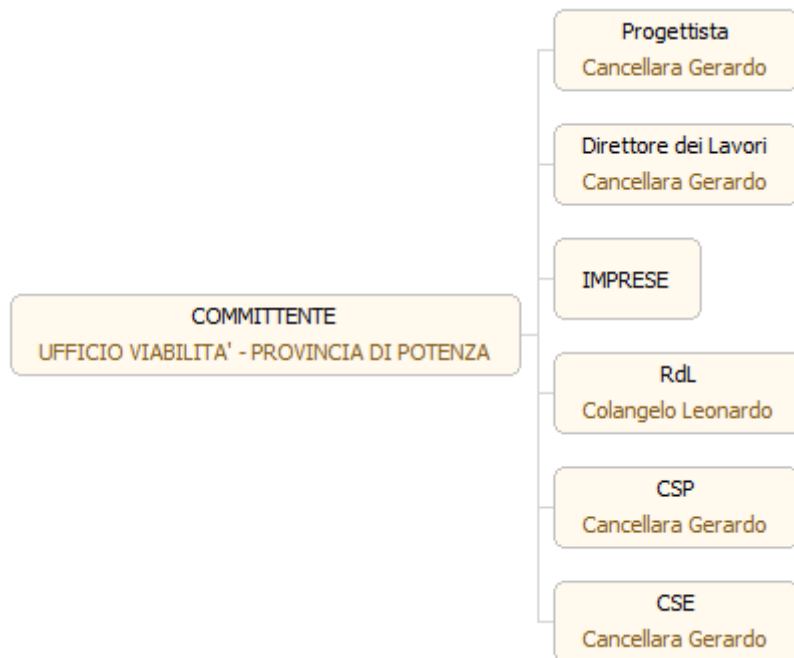 Progettista
Cancellara Gerardo
Direttore dei Lavori
Cancellara Gerardo
IMPRESE
COMMITTENTE
UFFICIO VIABILITA' - PROVINCIA DI POTENZA
RdL
Colangelo Leonardo
CSP
Cancellara Gerardo
CSE
Cancellara Gerardo